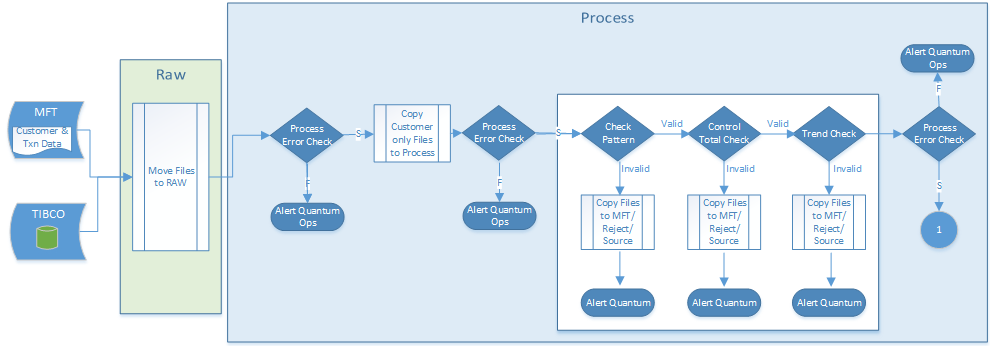 Process
Raw
MFT
Customer &
Txn Data
TIBCO
Move Files
to RAW
Process
Error Check
S
F
Alert Quantum
Ops
Copy
Customer
only Files
to Process
Process
Error Check
S
F
Alert Quantum
Ops
Check
Pattern
Valid
Invalid
Copy Files
to MFT/
Reject/
Source
Alert Quantum
Control
Total Check
Valid
Invalid
Copy Files
to MFT/
Reject/
Source
Alert Quantum
Trend Check
Invalid
Copy Files
to MFT/
Reject/
Source
Alert Quantum
Alert Quantum
Ops
F
Process
Error Check
S
1